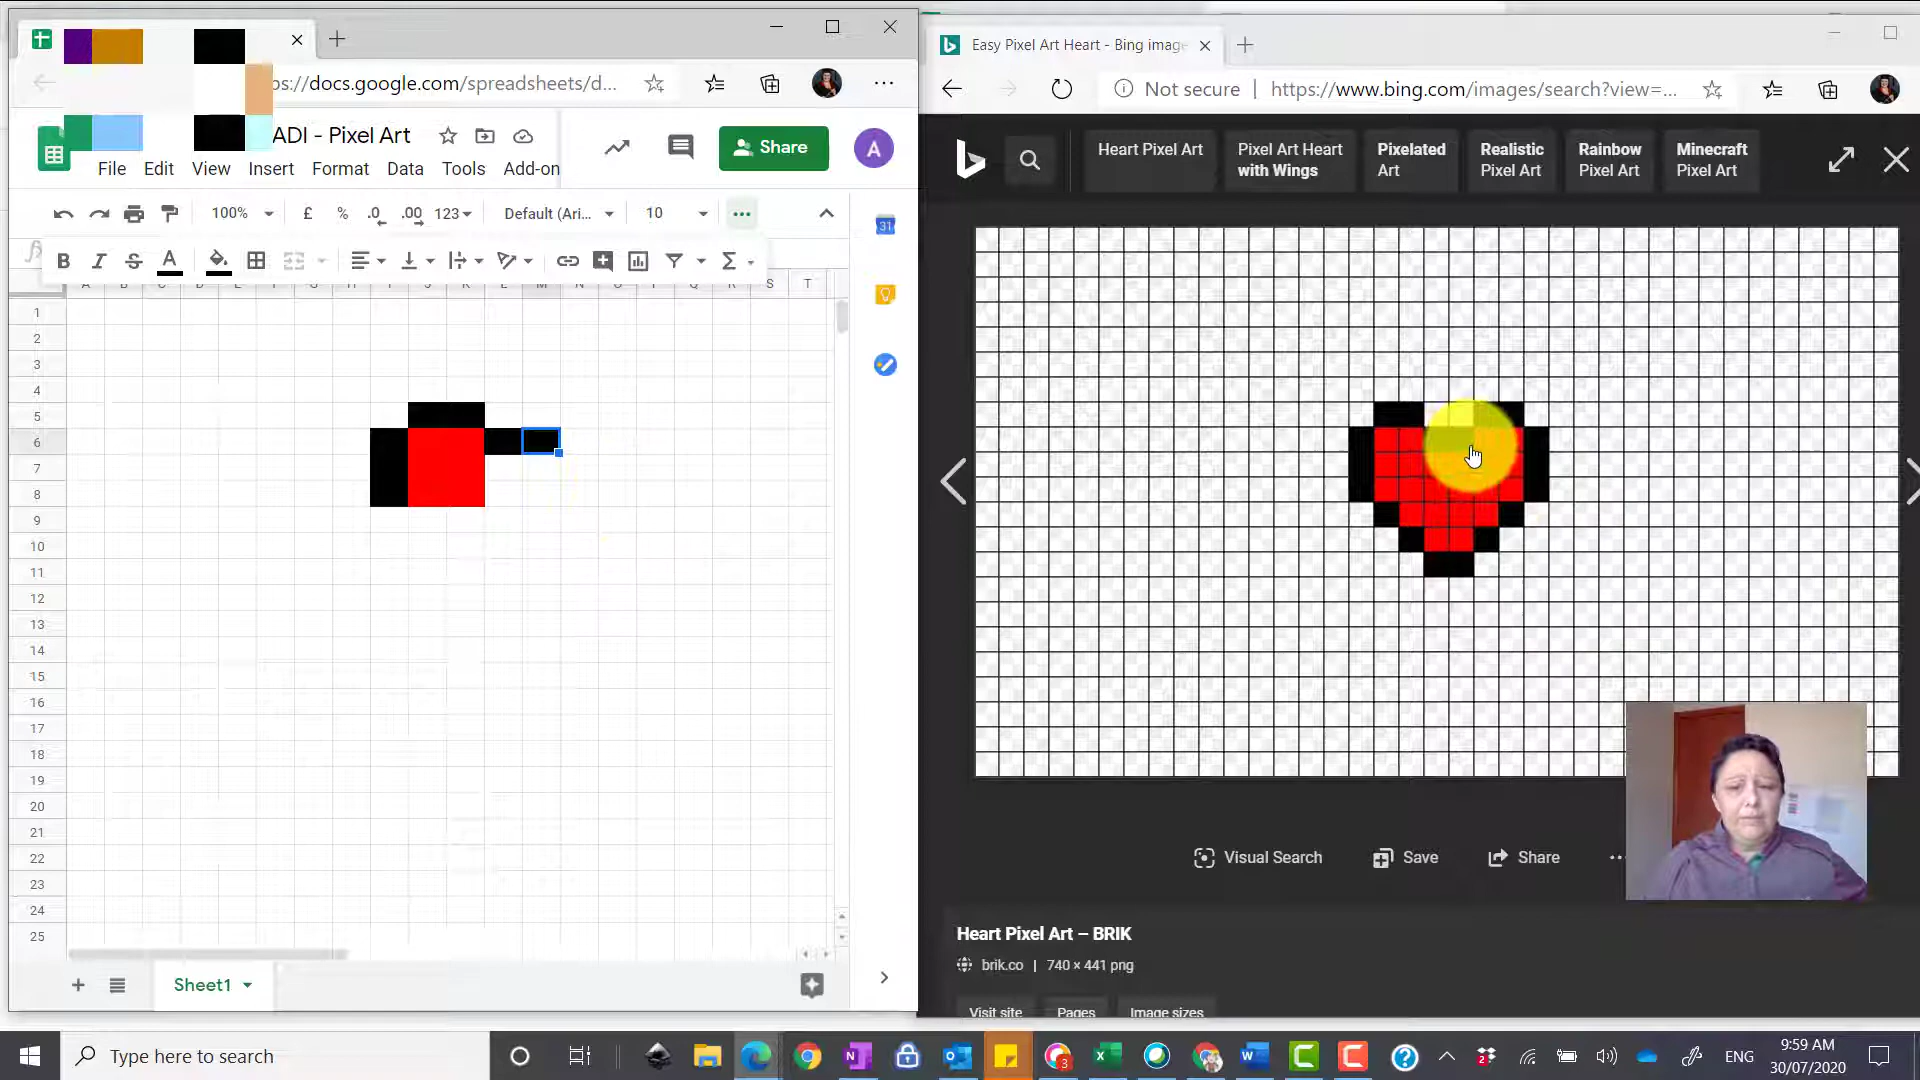 ps://docs.google.com/spreadsheets/d...
ADI - Pixel Art
Share
A
File Edit View Insert Format Data Tools Add-on
100% £ % .0 .00 123 Default (Ari... 10
31
B I S A
fx
S T
1
2
3
4
5
6
7
8
9
10
11
12
13
14
15
16
17
18
19
20
21
22
23
24
25
Sheet1
Easy Pixel Art Heart - Bing image
Not secure https://www.bing.com/images/search?view=...
Heart Pixel Art
Pixel Art Heart
with Wings
Pixelated
Art
Realistic
Pixel Art
Rainbow
Pixel Art
Minecraft
Pixel Art
Visual Search Save Share
Heart Pixel Art – BRIK
brik.co | 740 × 441 png
Visit site Pages Image sizes
Type here to search
ENG
9:59 AM
30/07/2020